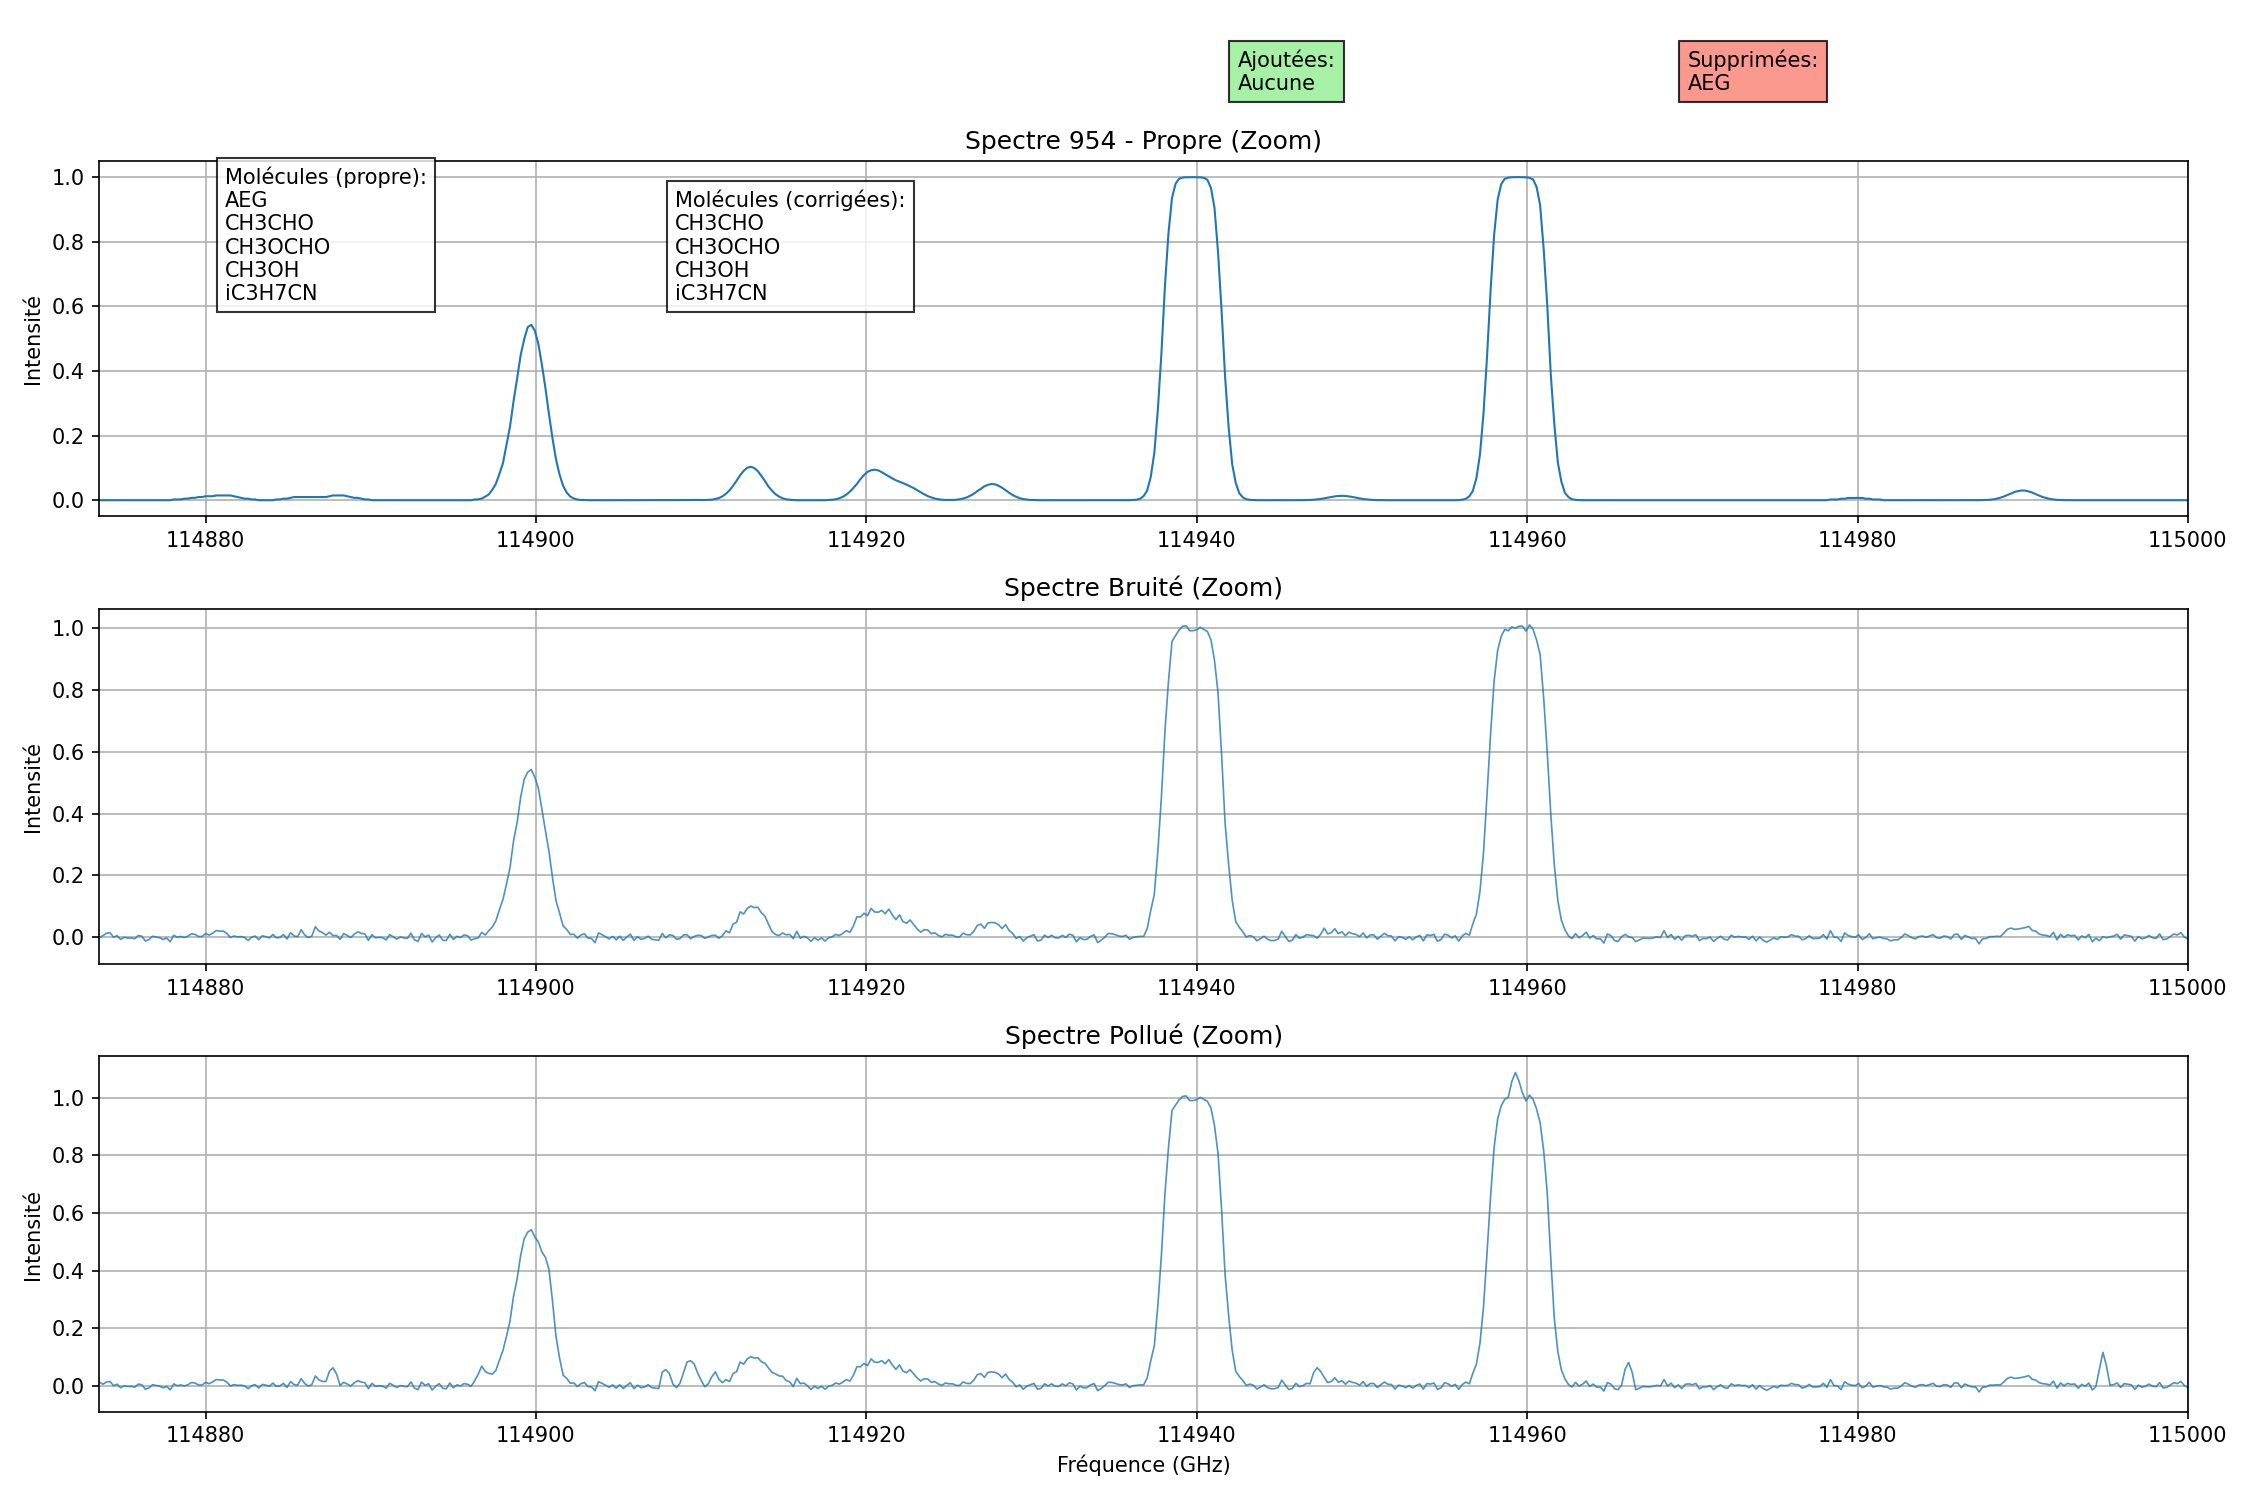 Ajoutées:
Aucune
Supprimées:
AEG
Spectre 954 - Propre (Zoom)
Molécules (propre):
AEG
CH3CHO
CH3OCHO
CH3OH
iC3H7CN
Molécules (corrigées):
CH3CHO
CH3OCHO
CH3OH
iC3H7CN
Intensité
1.0
0.8
0.6
0.4
0.2
0.0
114880 114900 114920 114940 114960 114980 115000
Spectre Bruité (Zoom)
Intensité
1.0
0.8
0.6
0.4
0.2
0.0
114880 114900 114920 114940 114960 114980 115000
Spectre Pollué (Zoom)
Intensité
1.0
0.8
0.6
0.4
0.2
0.0
114880 114900 114920 114940 114960 114980 115000
Fréquence (GHz)